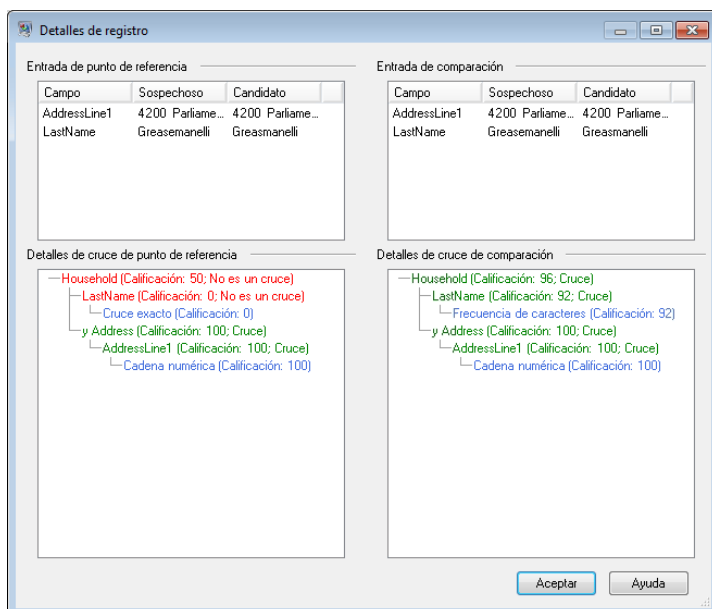 Detalles de registro
Entrada de punto de referencia
Campo Sospechoso Candidato
AddressLine1 4200 Parliame... 4200 Parliame...
LastName Greasemanelli Greasmanelli
Entrada de comparación
Campo Sospechoso Candidato
AddressLine1 4200 Parliame... 4200 Parliame...
LastName Greasemanelli Greasmanelli
Detalles de cruce de punto de referencia
Household (Calificación: 50; No es un cruce)
LastName (Calificación: 0; No es un cruce)
Cruce exacto (Calificación: 0)
y Address (Calificación: 100; Cruce)
AddressLine1 (Calificación: 100; Cruce)
Cadena numérica (Calificación: 100)
Detalles de cruce de comparación
Household (Calificación: 96; Cruce)
LastName (Calificación: 92; Cruce)
Frecuencia de caracteres (Calificación: 92)
y Address (Calificación: 100; Cruce)
AddressLine1 (Calificación: 100; Cruce)
Cadena numérica (Calificación: 100)
Aceptar Ayuda